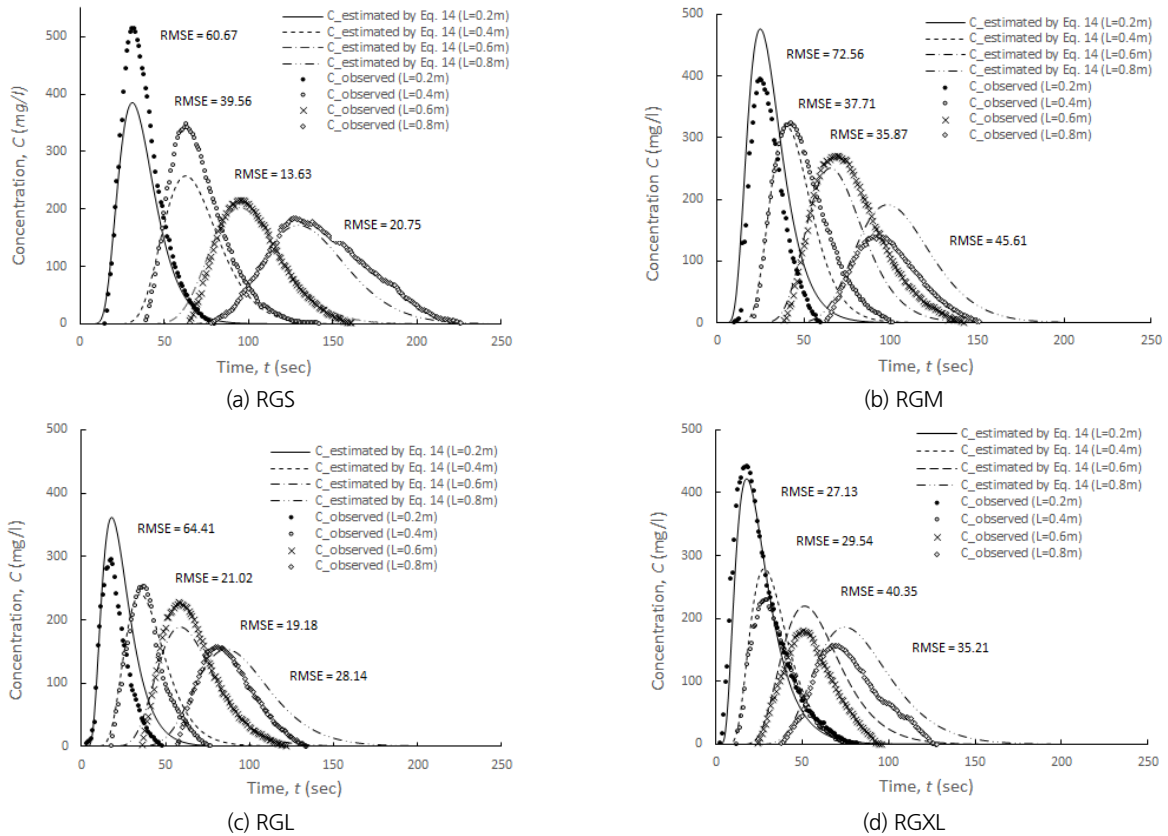 C_estimated by Eq. 14 (L=0.2m)
C_estimated by Eq. 14 (L=0.4m)
C_estimated by Eq. 14 (L=0.6m)
C_estimated by Eq. 14 (L=0.8m)
C_observed (L=0.2m)
C_observed (L=0.4m)
C_observed (L=0.6m)
C_observed (L=0.8m)
RMSE = 60.67
RMSE = 39.56
RMSE = 13.63
RMSE = 20.75
Concentration, C (mg/l)
500
400
300
200
100
0
0 50 100 150 200 250
Time, t (sec)
(a) RGS
C_estimated by Eq. 14 (L=0.2m)
C_estimated by Eq. 14 (L=0.4m)
C_estimated by Eq. 14 (L=0.6m)
C_estimated by Eq. 14 (L=0.8m)
C_observed (L=0.2m)
C_observed (L=0.4m)
C_observed (L=0.6m)
C_observed (L=0.8m)
RMSE = 72.56
RMSE = 37.71
RMSE = 35.87
RMSE = 45.61
Concentration C (mg/l)
500
400
300
200
100
0
0 50 100 150 200 250
Time, t (sec)
(b) RGM
C_estimated by Eq. 14 (L=0.2m)
C_estimated by Eq. 14 (L=0.4m)
C_estimated by Eq. 14 (L=0.6m)
C_estimated by Eq. 14 (L=0.8m)
C_observed (L=0.2m)
C_observed (L=0.4m)
C_observed (L=0.6m)
C_observed (L=0.8m)
RMSE = 64.41
RMSE = 21.02
RMSE = 19.18
RMSE = 28.14
Concentration, C (mg/l)
500
400
300
200
100
0
0 50 100 150 200 250
Time, t (sec)
(c) RGL
C_estimated by Eq. 14 (L=0.2m)
C_estimated by Eq. 14 (L=0.4m)
C_estimated by Eq. 14 (L=0.6m)
C_estimated by Eq. 14 (L=0.8m)
C_observed (L=0.2m)
C_observed (L=0.4m)
C_observed (L=0.6m)
C_observed (L=0.8m)
RMSE = 27.13
RMSE = 29.54
RMSE = 40.35
RMSE = 35.21
Concentration, C (mg/l)
500
400
300
200
100
0
0 50 100 150 200 250
Time, t (sec)
(d) RGXL